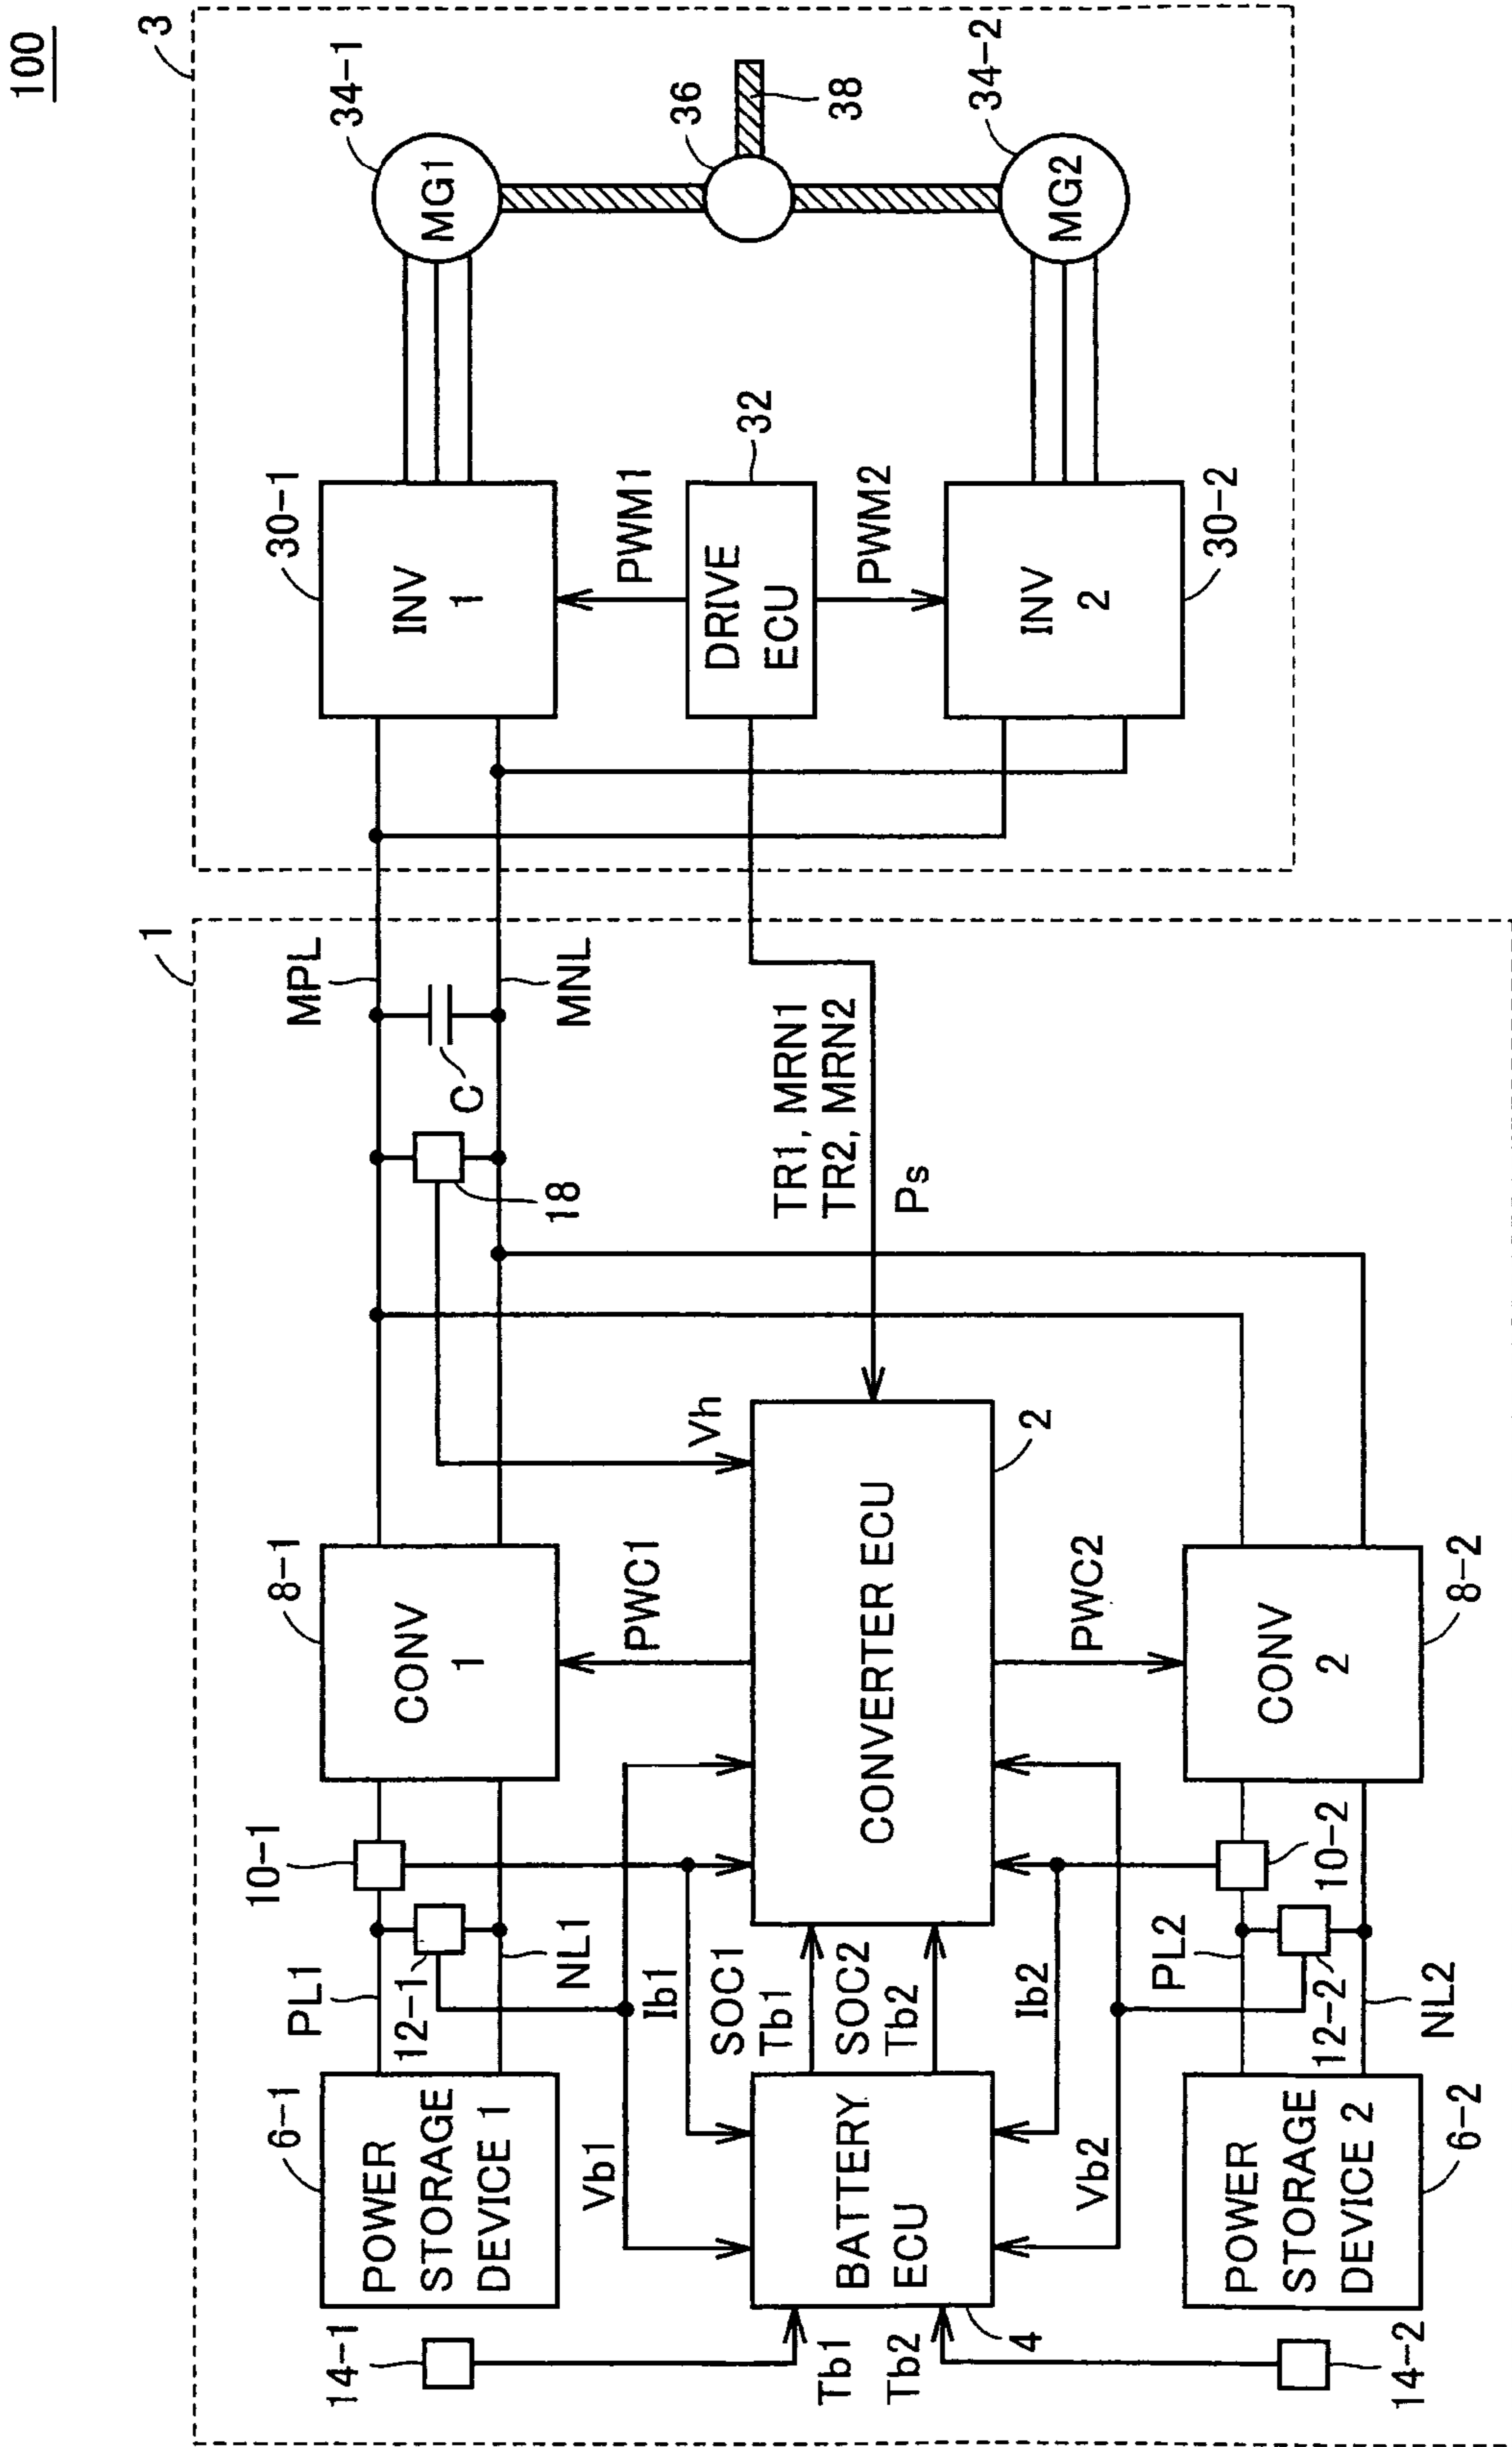 100
3
34-1
MG1
36
38
34-2
MG2
30-1
INV
1
PWM1
32
DRIVE
ECU
PWM2
INV
2
30-2
1
MPL
MNL
C
18
TR1, MRN1
TR2, MRN2
Ps
Vh
2
8-1
CONV
1
PWC1
CONVERTER ECU
PWC2
CONV
2
8-2
10-1
10-2
PL1
12-1
NL1
Ib1
SOC1
Tb1
SOC2
Tb2
Ib2
PL2
12-2
NL2
6-1
POWER
STORAGE
DEVICE 1
Vb1
BATTERY
ECU
Vb2
POWER
STORAGE
DEVICE 2
6-2
14-1
Tb1
Tb2
4
14-2